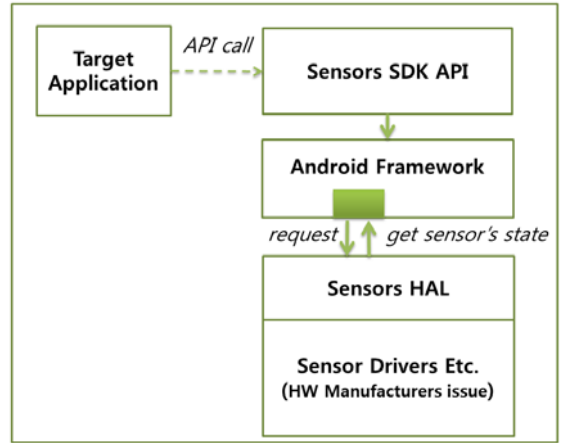 Target
Application
API call
Sensors SDK API
Android Framework
request
get sensor's state
Sensors HAL
Sensor Drivers Etc.
(HW Manufacturers issue)